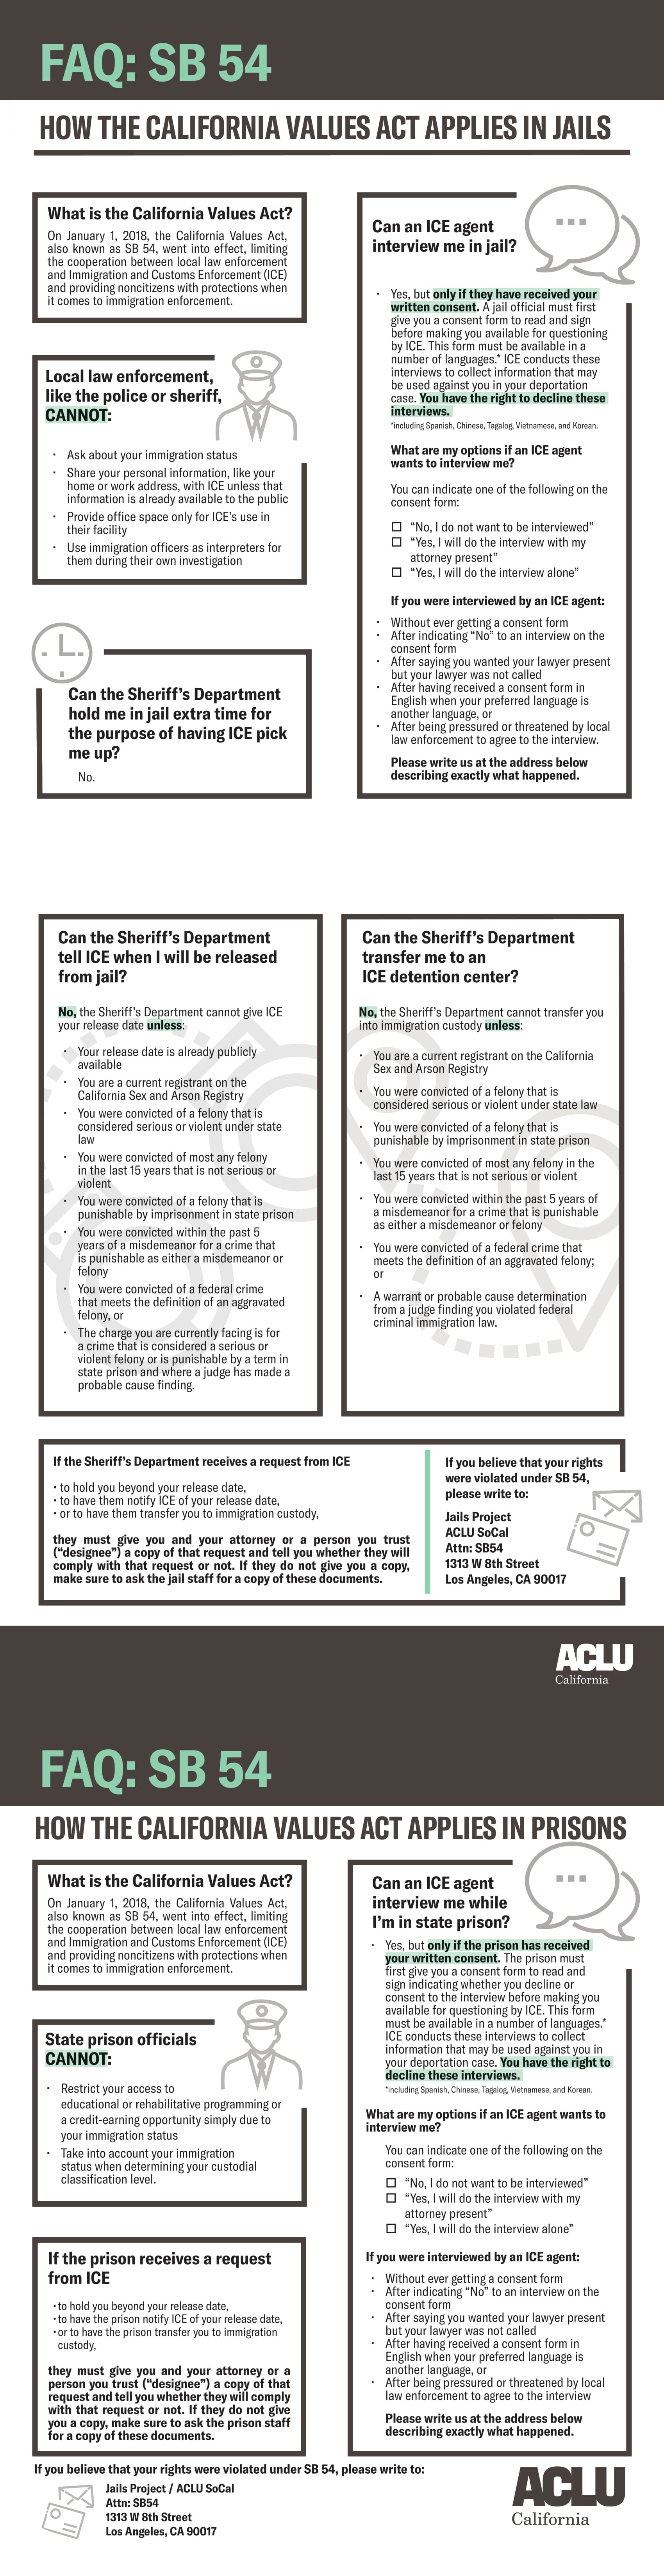 FAQ: SB 54
HOW THE CALIFORNIA VALUES ACT APPLIES IN JAILS
What is the California Values Act?
On January 1, 2018, the California Values Act,
also known as SB 54, went into effect, limiting
the cooperation between local law enforcement
and Immigration and Customs Enforcement (ICE)
and providing noncitizens with protections when
it comes to immigration enforcement.
Local law enforcement,
like the police or sheriff,
CANNOT:
· Ask about your immigration status
· Share your personal information, like your
home or work address, with ICE unless that
information is already available to the public
· Provide office space only for ICE's use in
their facility
· Use immigration officers as interpreters for
them during their own investigation
Can the Sheriff's Department
hold me in jail extra time for
the purpose of having ICE pick
me up?
No.
Can an ICE agent
interview me in jail?
· Yes, but only if they have received your
written consent. A jail official must first
give you a consent form to read and sign
before making you available for questioning
by ICE. This form must be available in a
number of languages.* ICE conducts these
interviews to collect information that may
be used against you in your deportation
case. You have the right to decline these
interviews.
*including Spanish, Chinese, Tagalog, Vietnamese, and Korean.
What are my options if an ICE agent
wants to interview me?
You can indicate one of the following on the
consent form:
☐ “No, I do not want to be interviewed”
☐ “Yes, I will do the interview with my
attorney present”
☐ “Yes, I will do the interview alone”
If you were interviewed by an ICE agent:
· Without ever getting a consent form
· After indicating “No” to an interview on the
consent form
· After saying you wanted your lawyer present
but your lawyer was not called
· After having received a consent form in
English when your preferred language is
another language, or
· After being pressured or threatened by local
law enforcement to agree to the interview.
Please write us at the address below
describing exactly what happened.
Can the Sheriff's Department
tell ICE when I will be released
from jail?
No, the Sheriff's Department cannot give ICE
your release date unless:
· Your release date is already publicly
available
· You are a current registrant on the
California Sex and Arson Registry
· You were convicted of a felony that is
considered serious or violent under state
law
· You were convicted of most any felony
in the last 15 years that is not serious or
violent
· You were convicted of a felony that is
punishable by imprisonment in state prison
· You were convicted within the past 5
years of a misdemeanor for a crime that
is punishable as either a misdemeanor or
felony
· You were convicted of a federal crime
that meets the definition of an aggravated
felony, or
· The charge you are currently facing is for
a crime that is considered a serious or
violent felony or is punishable by a term in
state prison and where a judge has made a
probable cause finding.
Can the Sheriff's Department
transfer me to an
ICE detention center?
No, the Sheriff's Department cannot transfer you
into immigration custody unless:
· You are a current registrant on the California
Sex and Arson Registry
· You were convicted of a felony that is
considered serious or violent under state law
· You were convicted of a felony that is
punishable by imprisonment in state prison
· You were convicted of most any felony in the
last 15 years that is not serious or violent
· You were convicted within the past 5 years of
a misdemeanor for a crime that is punishable
as either a misdemeanor or felony
· You were convicted of a federal crime that
meets the definition of an aggravated felony;
or
· A warrant or probable cause determination
from a judge finding you violated federal
criminal immigration law.
If the Sheriff's Department receives a request from ICE
· to hold you beyond your release date,
· to have them notify ICE of your release date,
· or to have them transfer you to immigration custody,
they must give you and your attorney or a person you trust
(“designee”) a copy of that request and tell you whether they will
comply with that request or not. If they do not give you a copy,
make sure to ask the jail staff for a copy of these documents.
If you believe that your rights
were violated under SB 54,
please write to:
Jails Project
ACLU SoCal
Attn: SB54
1313 W 8th Street
Los Angeles, CA 90017
ACLU
California
FAQ: SB 54
HOW THE CALIFORNIA VALUES ACT APPLIES IN PRISONS
What is the California Values Act?
On January 1, 2018, the California Values Act,
also known as SB 54, went into effect, limiting
the cooperation between local law enforcement
and Immigration and Customs Enforcement (ICE)
and providing noncitizens with protections when
it comes to immigration enforcement.
State prison officials
CANNOT:
· Restrict your access to
educational or rehabilitative programming or
a credit-earning opportunity simply due to
your immigration status
· Take into account your immigration
status when determining your custodial
classification level.
If the prison receives a request
from ICE
· to hold you beyond your release date,
· to have the prison notify ICE of your release date,
· or to have the prison transfer you to immigration
custody,
they must give you and your attorney or a
person you trust (“designee”) a copy of that
request and tell you whether they will comply
with that request or not. If they do not give
you a copy, make sure to ask the prison staff
for a copy of these documents.
Can an ICE agent
interview me while
I'm in state prison?
· Yes, but only if the prison has received
your written consent. The prison must
first give you a consent form to read and
sign indicating whether you decline or
consent to the interview before making you
available for questioning by ICE. This form
must be available in a number of languages.*
ICE conducts these interviews to collect
information that may be used against you in
your deportation case. You have the right to
decline these interviews.
*including Spanish, Chinese, Tagalog, Vietnamese, and Korean.
What are my options if an ICE agent wants to
interview me?
You can indicate one of the following on the
consent form:
☐ “No, I do not want to be interviewed”
☐ “Yes, I will do the interview with my
attorney present”
☐ “Yes, I will do the interview alone”
If you were interviewed by an ICE agent:
· Without ever getting a consent form
· After indicating “No” to an interview on the
consent form
· After saying you wanted your lawyer present
but your lawyer was not called
· After having received a consent form in
English when your preferred language is
another language, or
· After being pressured or threatened by local
law enforcement to agree to the interview
Please write us at the address below
describing exactly what happened.
If you believe that your rights were violated under SB 54, please write to:
Jails Project / ACLU SoCal
Attn: SB54
1313 W 8th Street
Los Angeles, CA 90017
ACLU
California